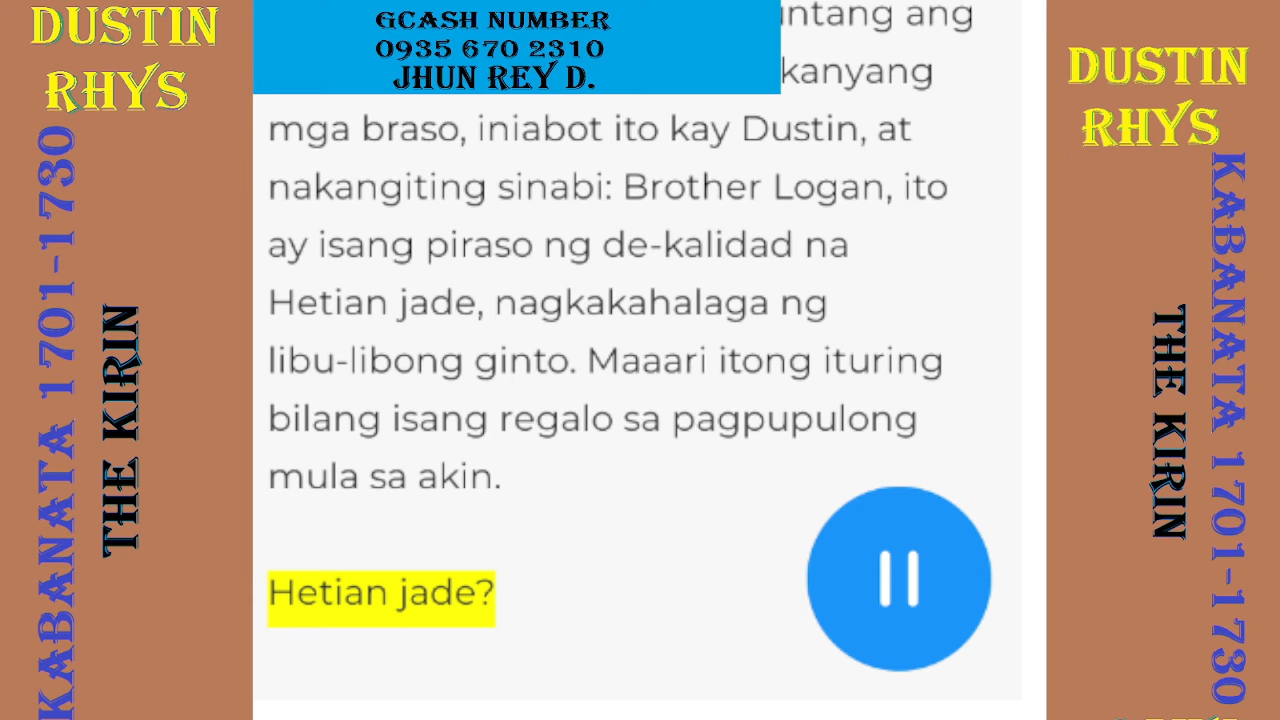 DUSTIN
RHYS
KABANATA 1701-1730
THE KIRIN
GCASH NUMBER
0935 670 2310
JHUN REY D.
ang
kanyang
mga braso, iniabot ito kay Dustin, at
nakangiting sinabi: Brother Logan, ito
ay isang piraso ng de-kalidad na
Hetian jade, nagkakahalaga ng
libu-libong ginto. Maaari itong ituring
bilang isang regalo sa pagpupulong
mula sa akin.
Hetian jade?
DUSTIN
RHYS
KABANATA 1701-1730
THE KIRIN